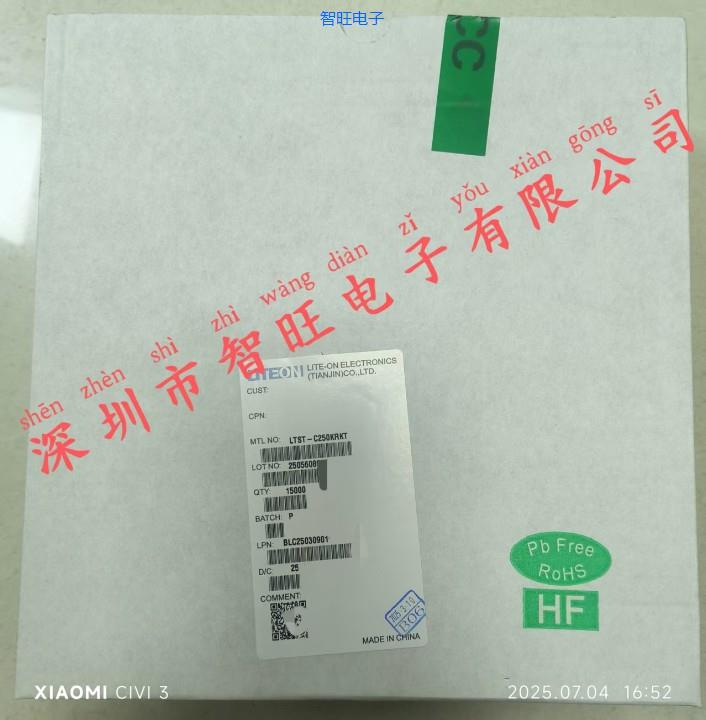 智旺电子
CC
shēn zhèn shì zhì wàng diàn zǐ yǒu xiàn gōng sī
深圳市智旺电子有限公司
LITEON LITE-ON ELECTRONICS
(TIANJIN)CO.,LTD.
CUST:
CPN:
MTL NO: LTST-C250KRKT
LOT NO:
QTY: 15000
BATCH: P
LPN: BLC25030901
D/C: 25
COMMENT:
B06
MADE IN CHINA
Pb Free
RoHS
HF
XIAOMI CIVI 3
2025.07.04 16:52